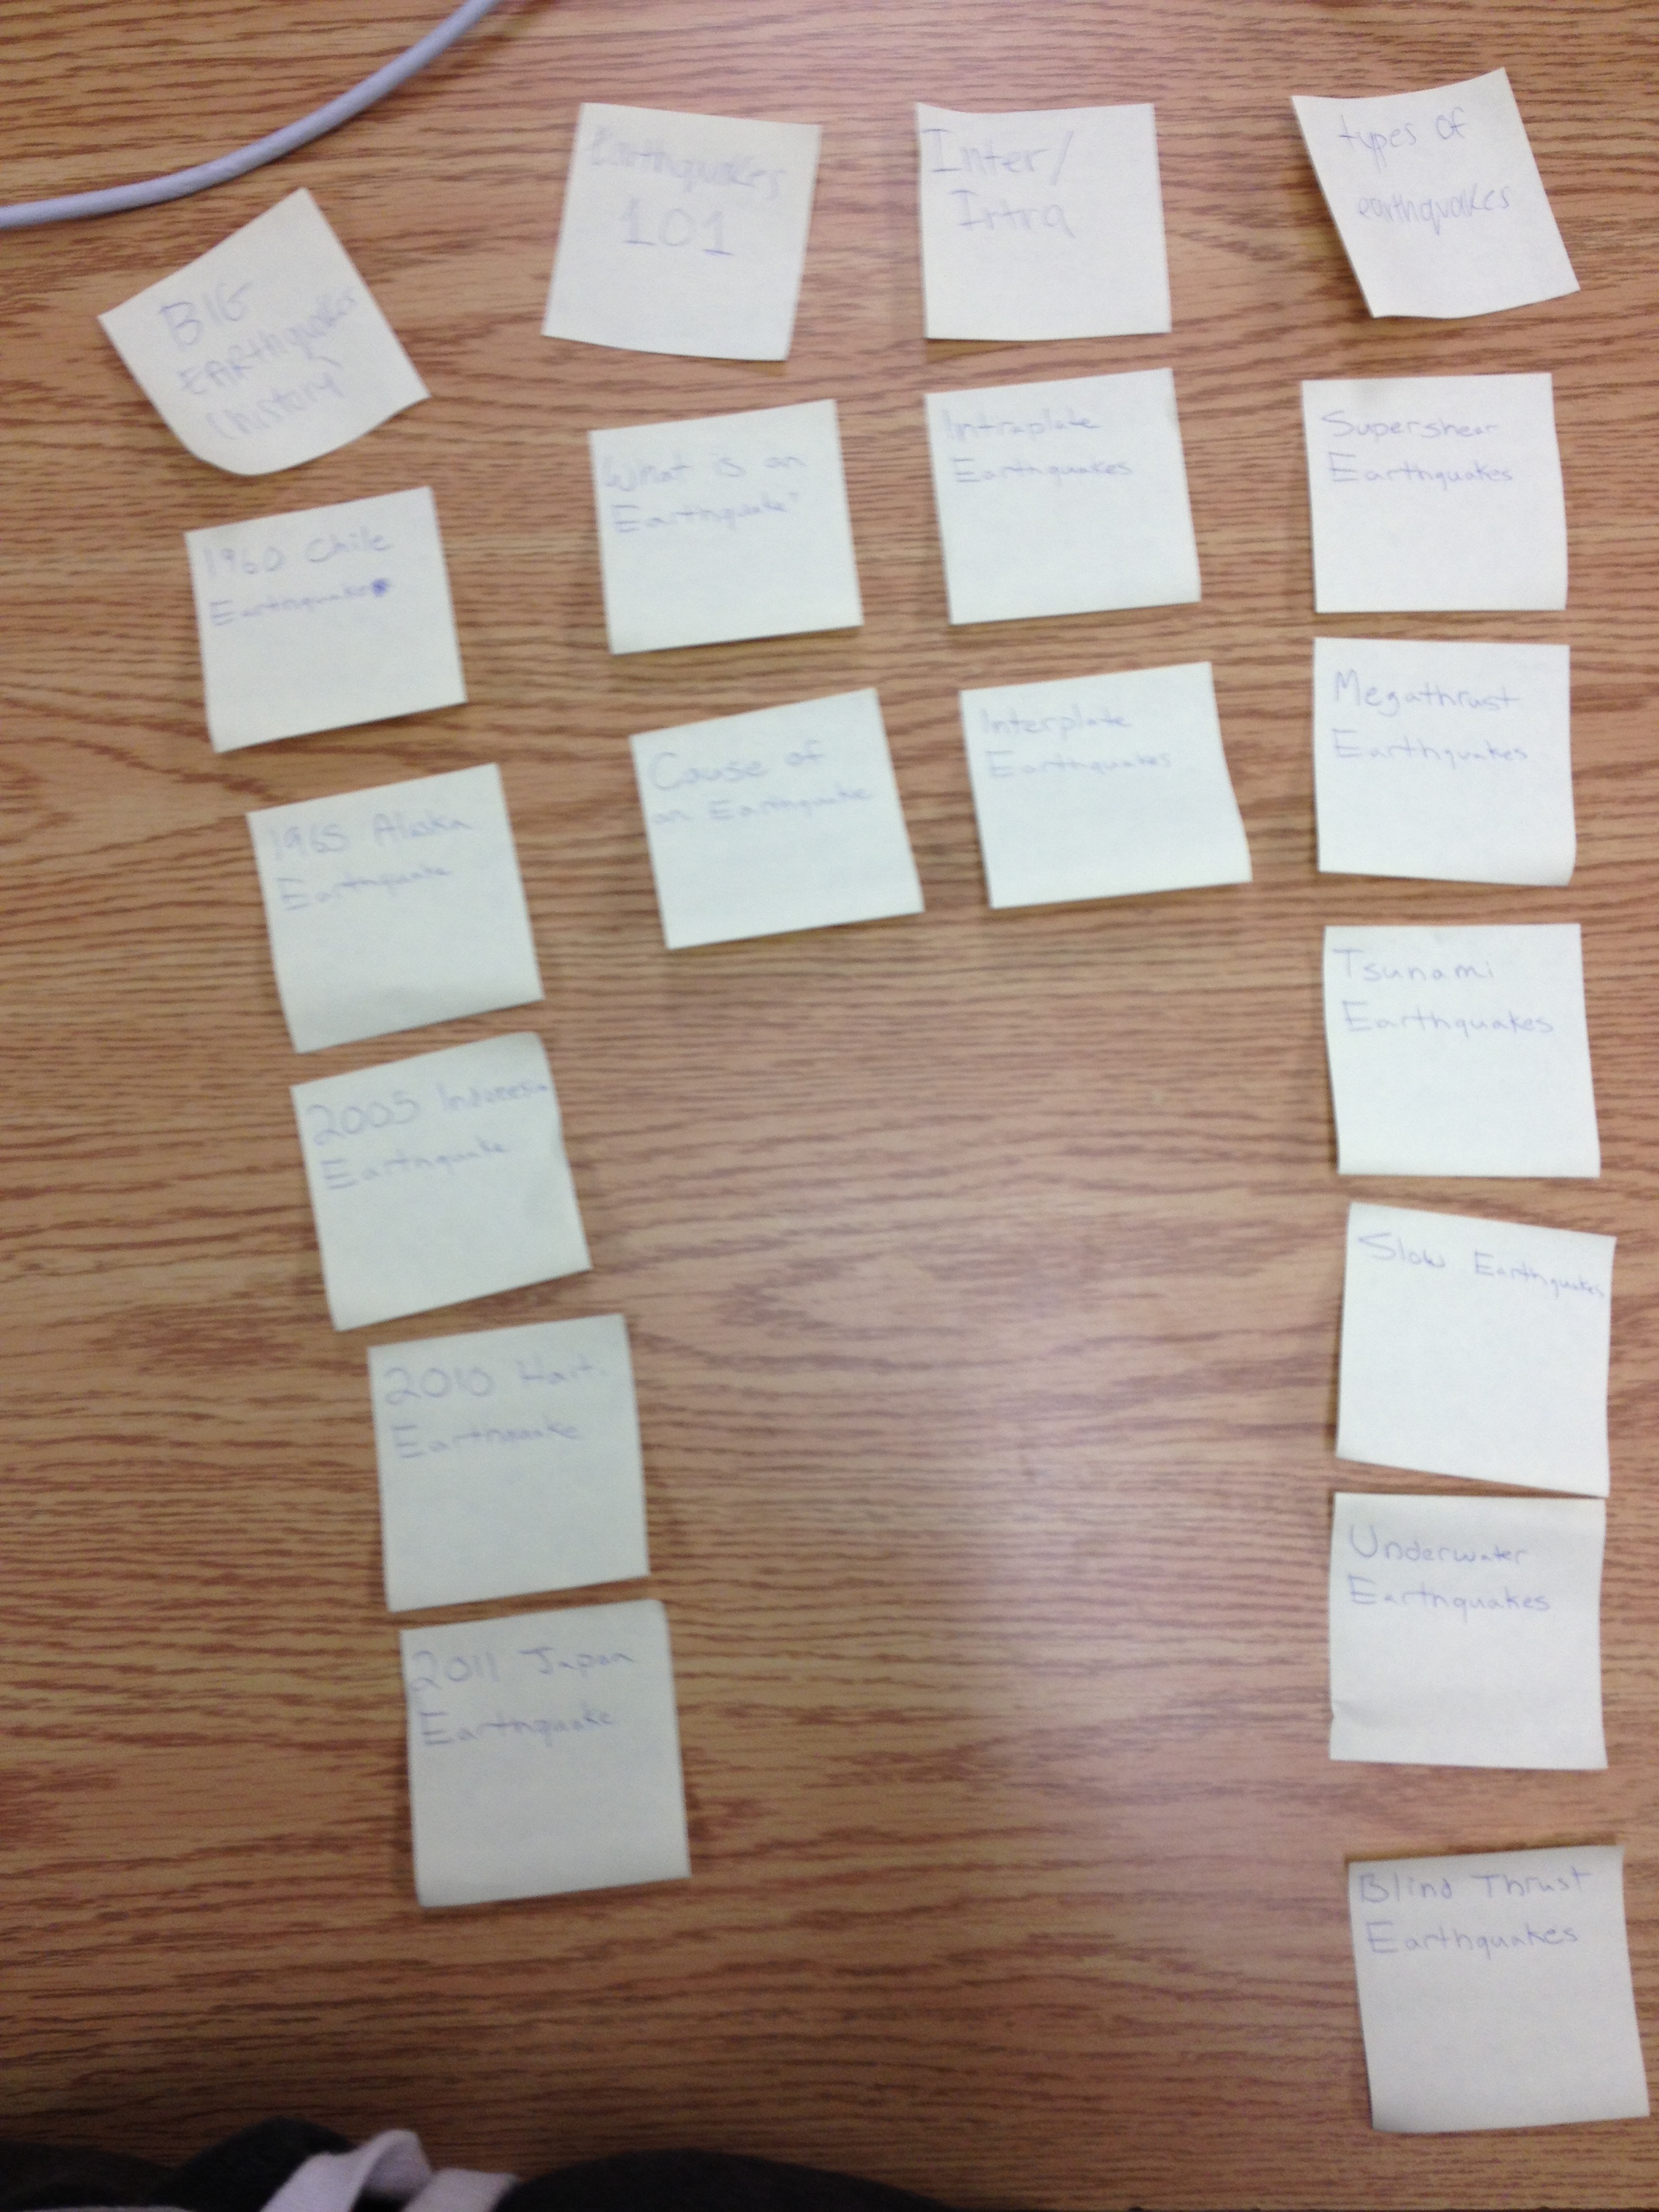 BIG
EARthquakes
(history)
1960 Chile
Earthquake
1965 Alaska
Earthquake
2005 Indonesia
Earthquake
2010 Haiti
Earthquake
2011 Japan
Earthquake
Earthquakes
101
What is an
Earthquake"
Cause of
an Earthquake
Inter/
Intra
Intraplate
Earthquakes
Interplate
Earthquakes
types of
earthquakes
Supershear
Earthquakes
Megathrust
Earthquakes
Tsunami
Earthquakes
Slow Earthquakes
Underwater
Earthquakes
Blind Thrust
Earthquakes